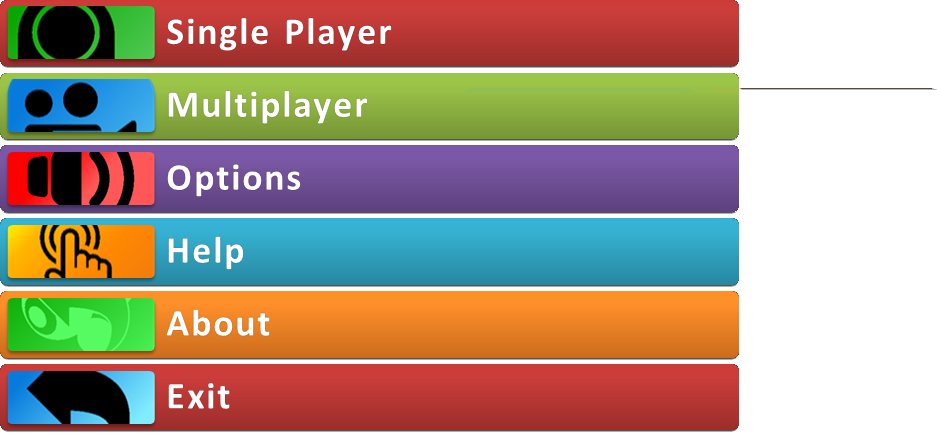 Single Player
Multiplayer
Options
Help
About
Exit